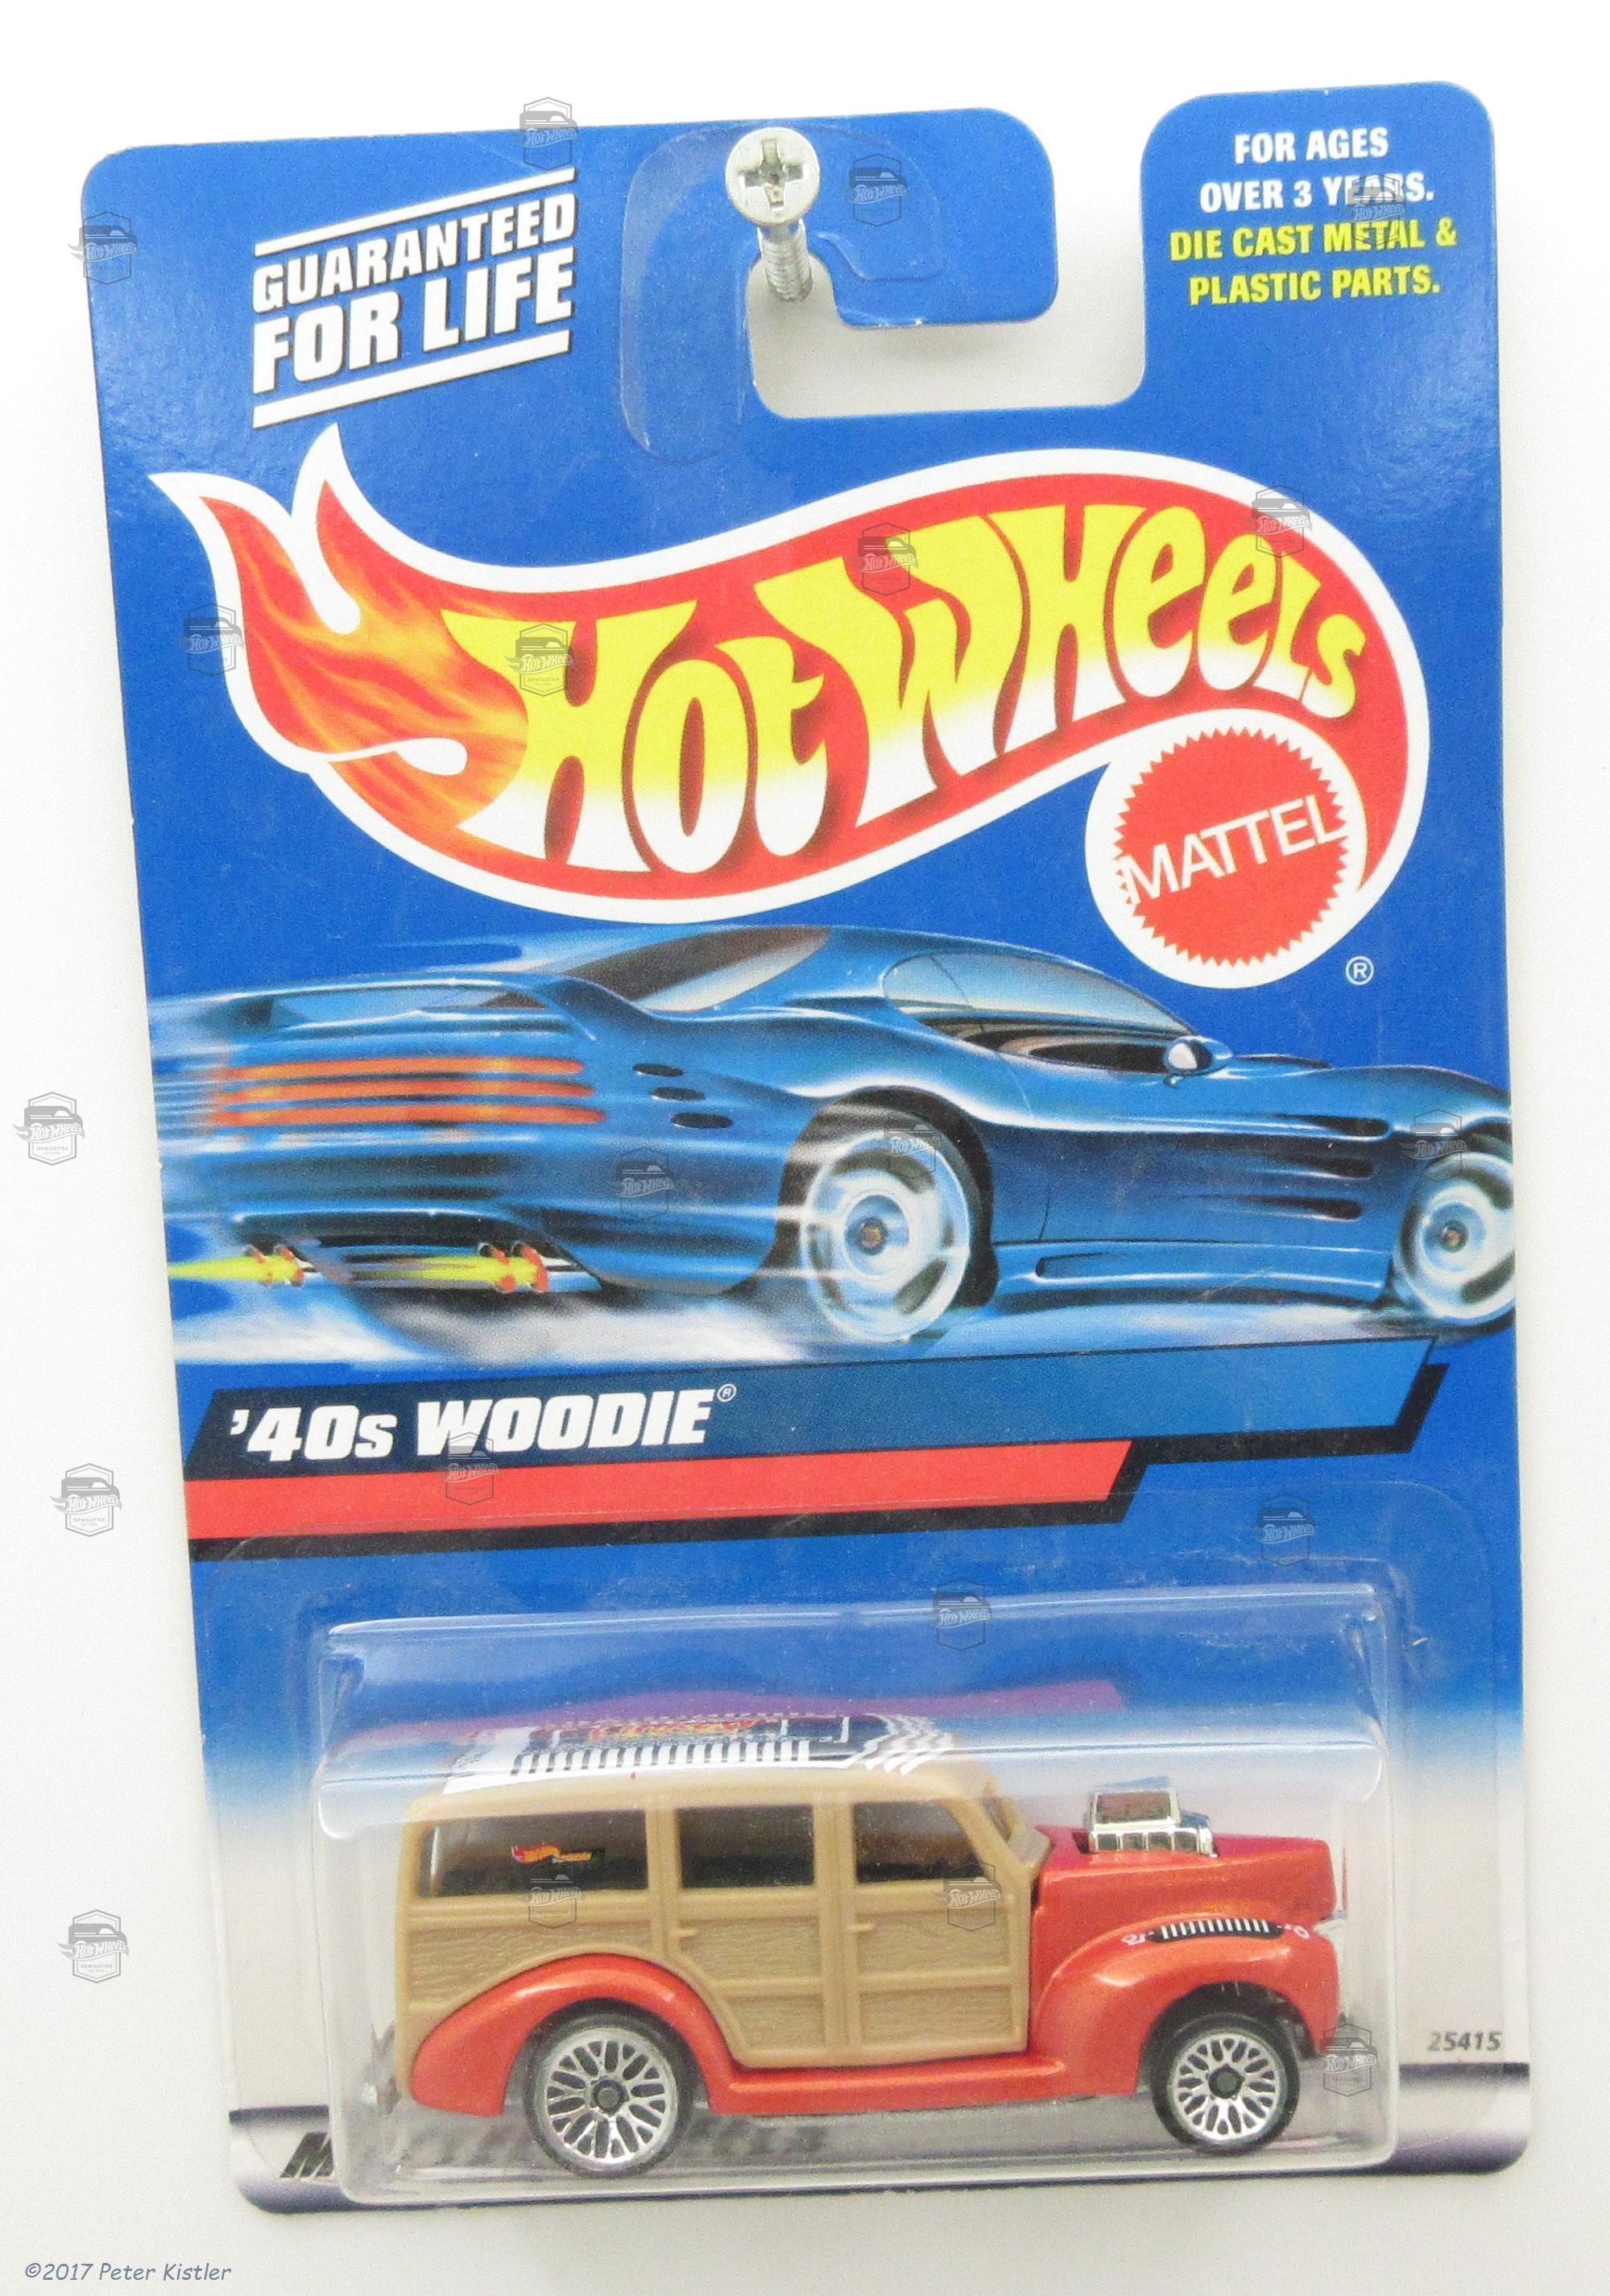 GUARANTEED
FOR LIFE
FOR AGES
OVER 3 YEARS.
DIE CAST METAL &
PLASTIC PARTS.
HOT WHEELS
MATTEL
®
'40s WOODIE®
25415
©2017 Peter Kistler